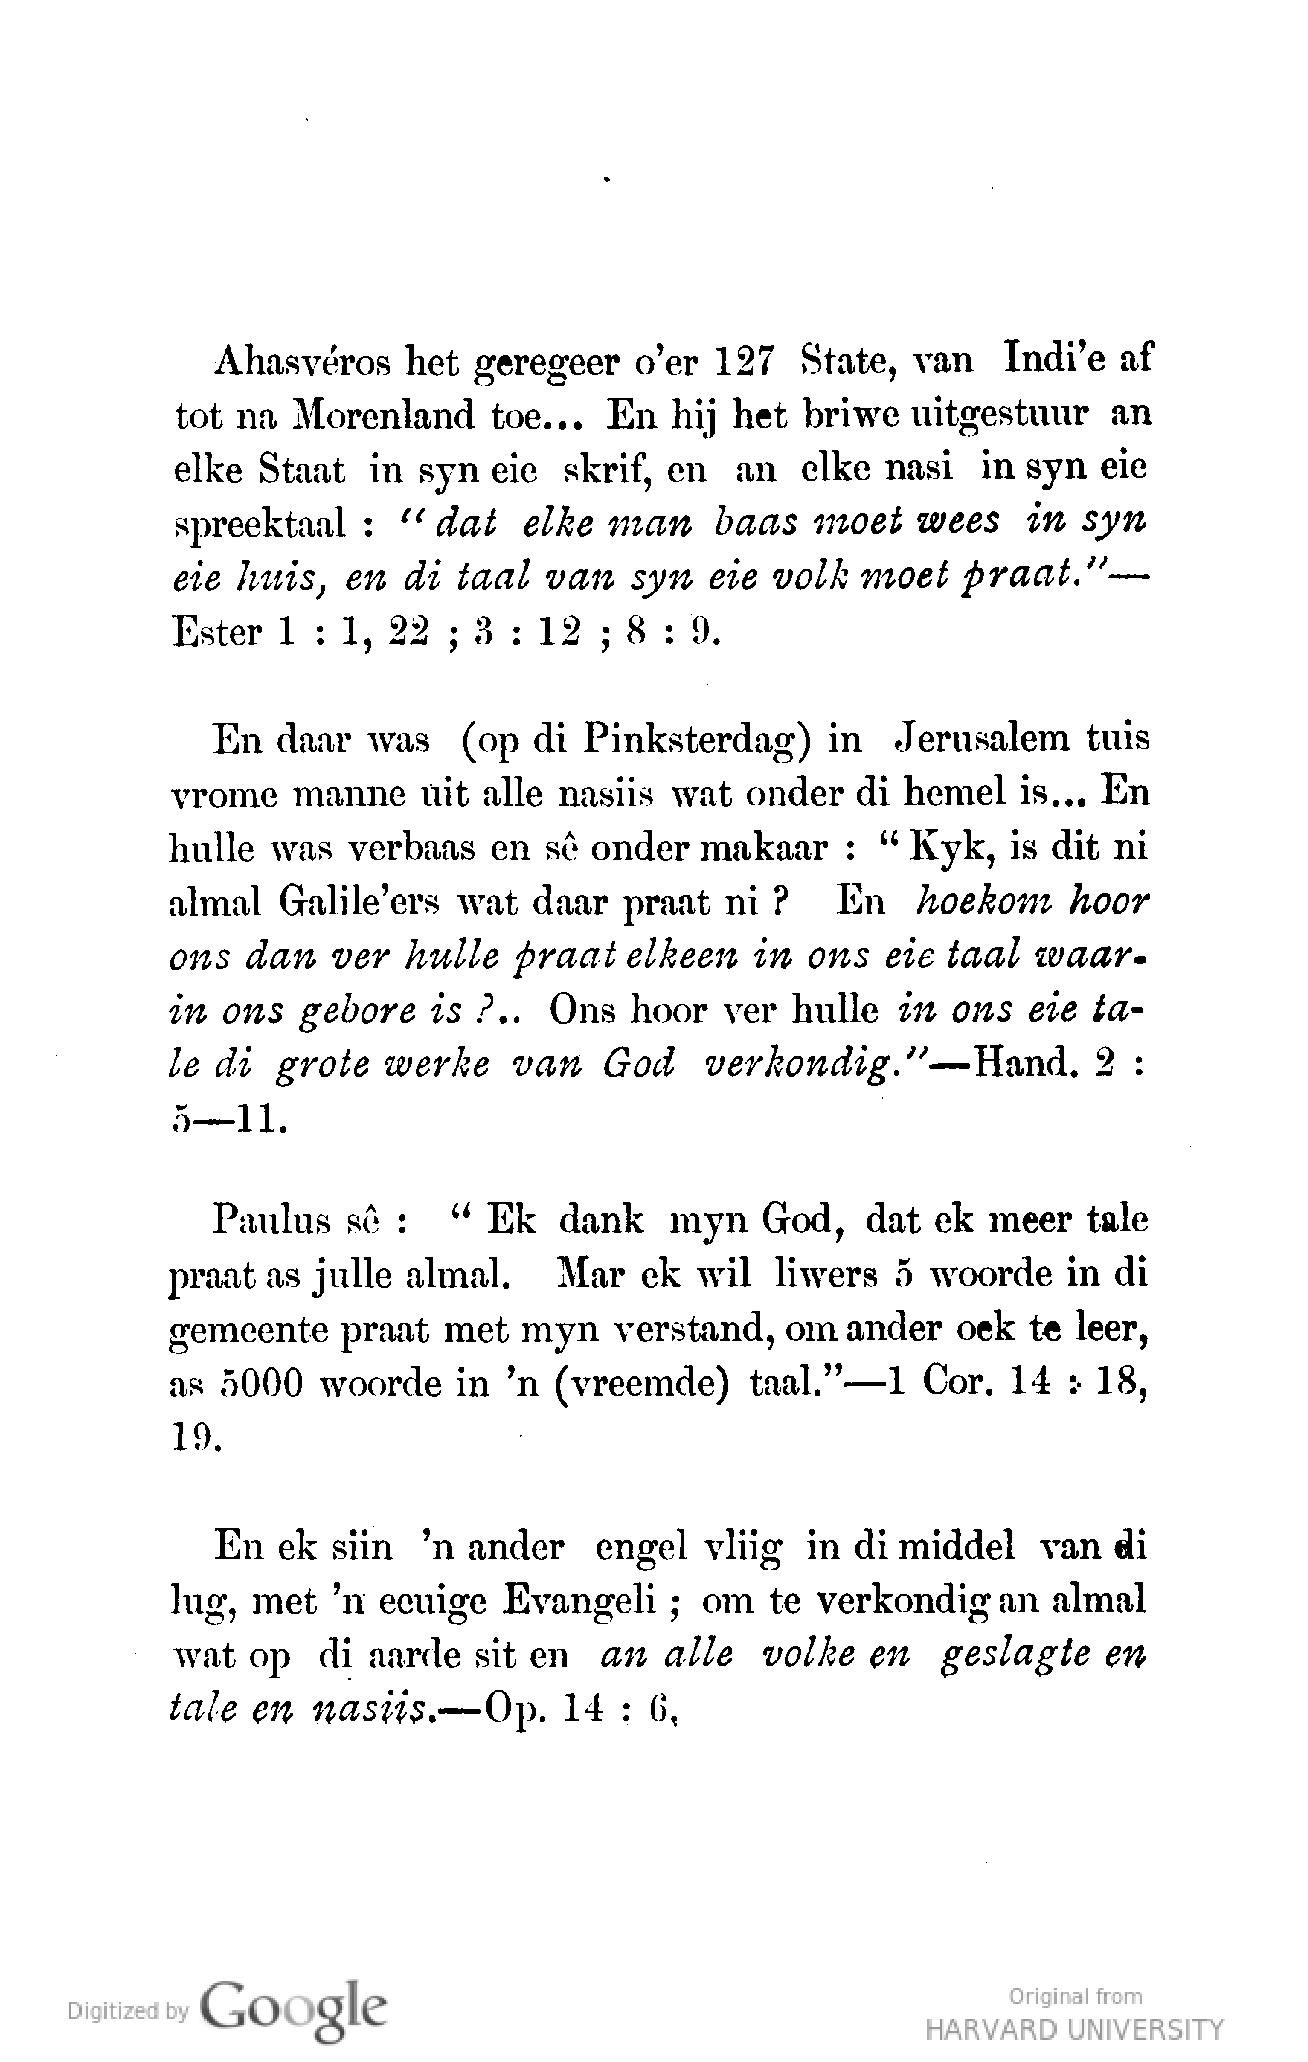 Ahasvéros het geregeer o'er 127 State, van Indi'e af
tot na Morenland toe... En hij het briwe uitgestuur an
elke Staat in syn eie skrif, en an elke nasi in syn eie
spreektaal : “ dat elke man baas moet wees in syn
eie huis, en di taal van syn eie volk moet praat.”—
Ester 1 : 1, 22 ; 3 : 12 ; 8 : 9.
En daar was (op di Pinksterdag) in Jerusalem tuis
vrome manne uit alle nasiis wat onder di hemel is... En
hulle was verbaas en sê onder makaar : “ Kyk, is dit ni
almal Galile'ers wat daar praat ni ? En hoekom hoor
ons dan ver hulle praat elkeen in ons eie taal waar-
in ons gebore is ?.. Ons hoor ver hulle in ons eie ta-
le di grote werke van God verkondig.”—Hand. 2 :
5—11.
Paulus sê : “ Ek dank myn God, dat ek meer tale
praat as julle almal. Mar ek wil liwers 5 woorde in di
gemeente praat met myn verstand, om ander oek te leer,
as 5000 woorde in 'n (vreemde) taal.”—1 Cor. 14 : 18,
19.
En ek siin 'n ander engel vliig in di middel van di
lug, met 'n eeuige Evangeli ; om te verkondig an almal
wat op di aarde sit en an alle volke en geslagte en
tale en nasiis.—Op. 14 : 6,
Digitized by Google
Original from
HARVARD UNIVERSITY